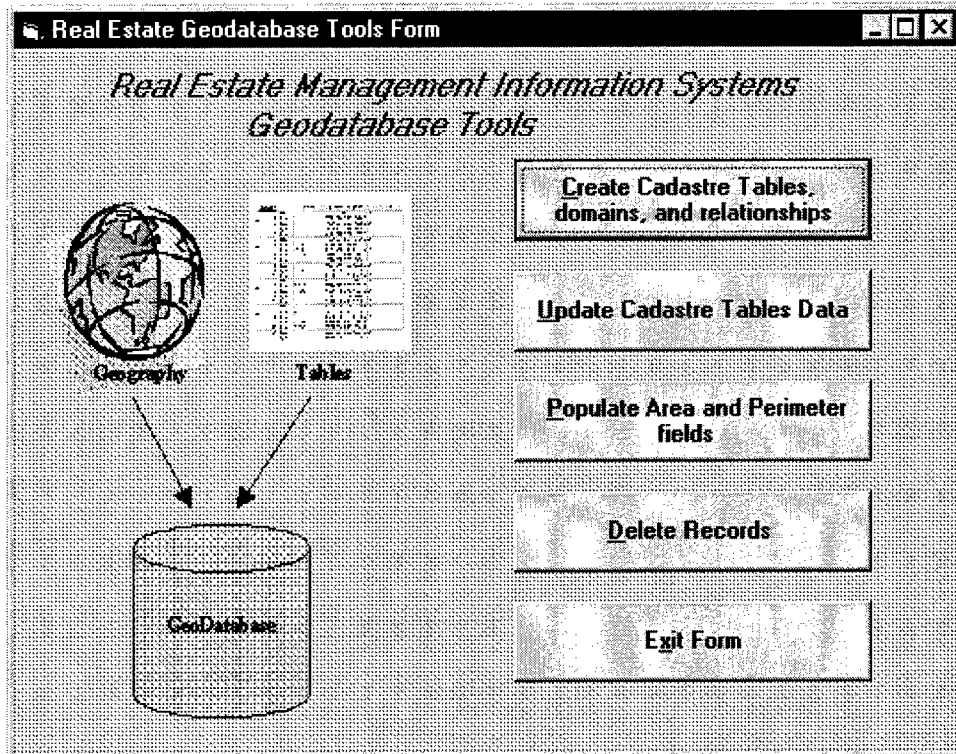 Real Estate Geodatabase Tools Form
Real Estate Management Information Systems
Geodatabase Tools
Create Cadastre Tables,
domains, and relationships
Update Cadastre Tables Data
Geography
Tables
Populate Area and Perimeter
fields
Delete Records
GeoDatabase
Exit Form